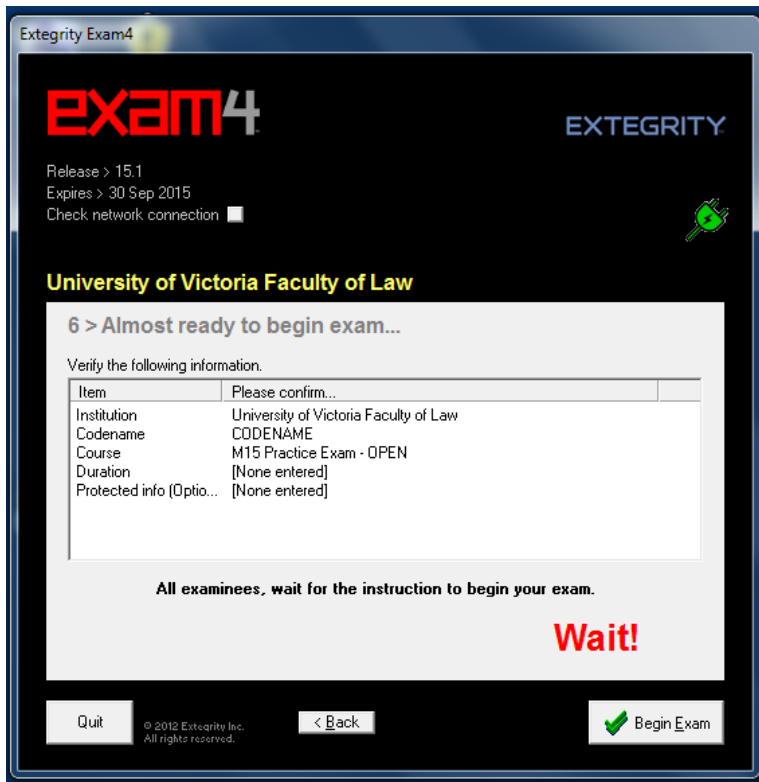 Extegrity Exam4
exam4
EXTEGRITY
Release > 15.1
Expires > 30 Sep 2015
Check network connection
University of Victoria Faculty of Law
6 > Almost ready to begin exam...
Verify the following information.
Item Please confirm...
Institution University of Victoria Faculty of Law
Codename CODENAME
Course M15 Practice Exam - OPEN
Duration [None entered]
Protected info (Optio... [None entered]
All examinees, wait for the instruction to begin your exam.
Wait!
Quit
© 2012 Extegrity Inc.
All rights reserved.
< Back
Begin Exam